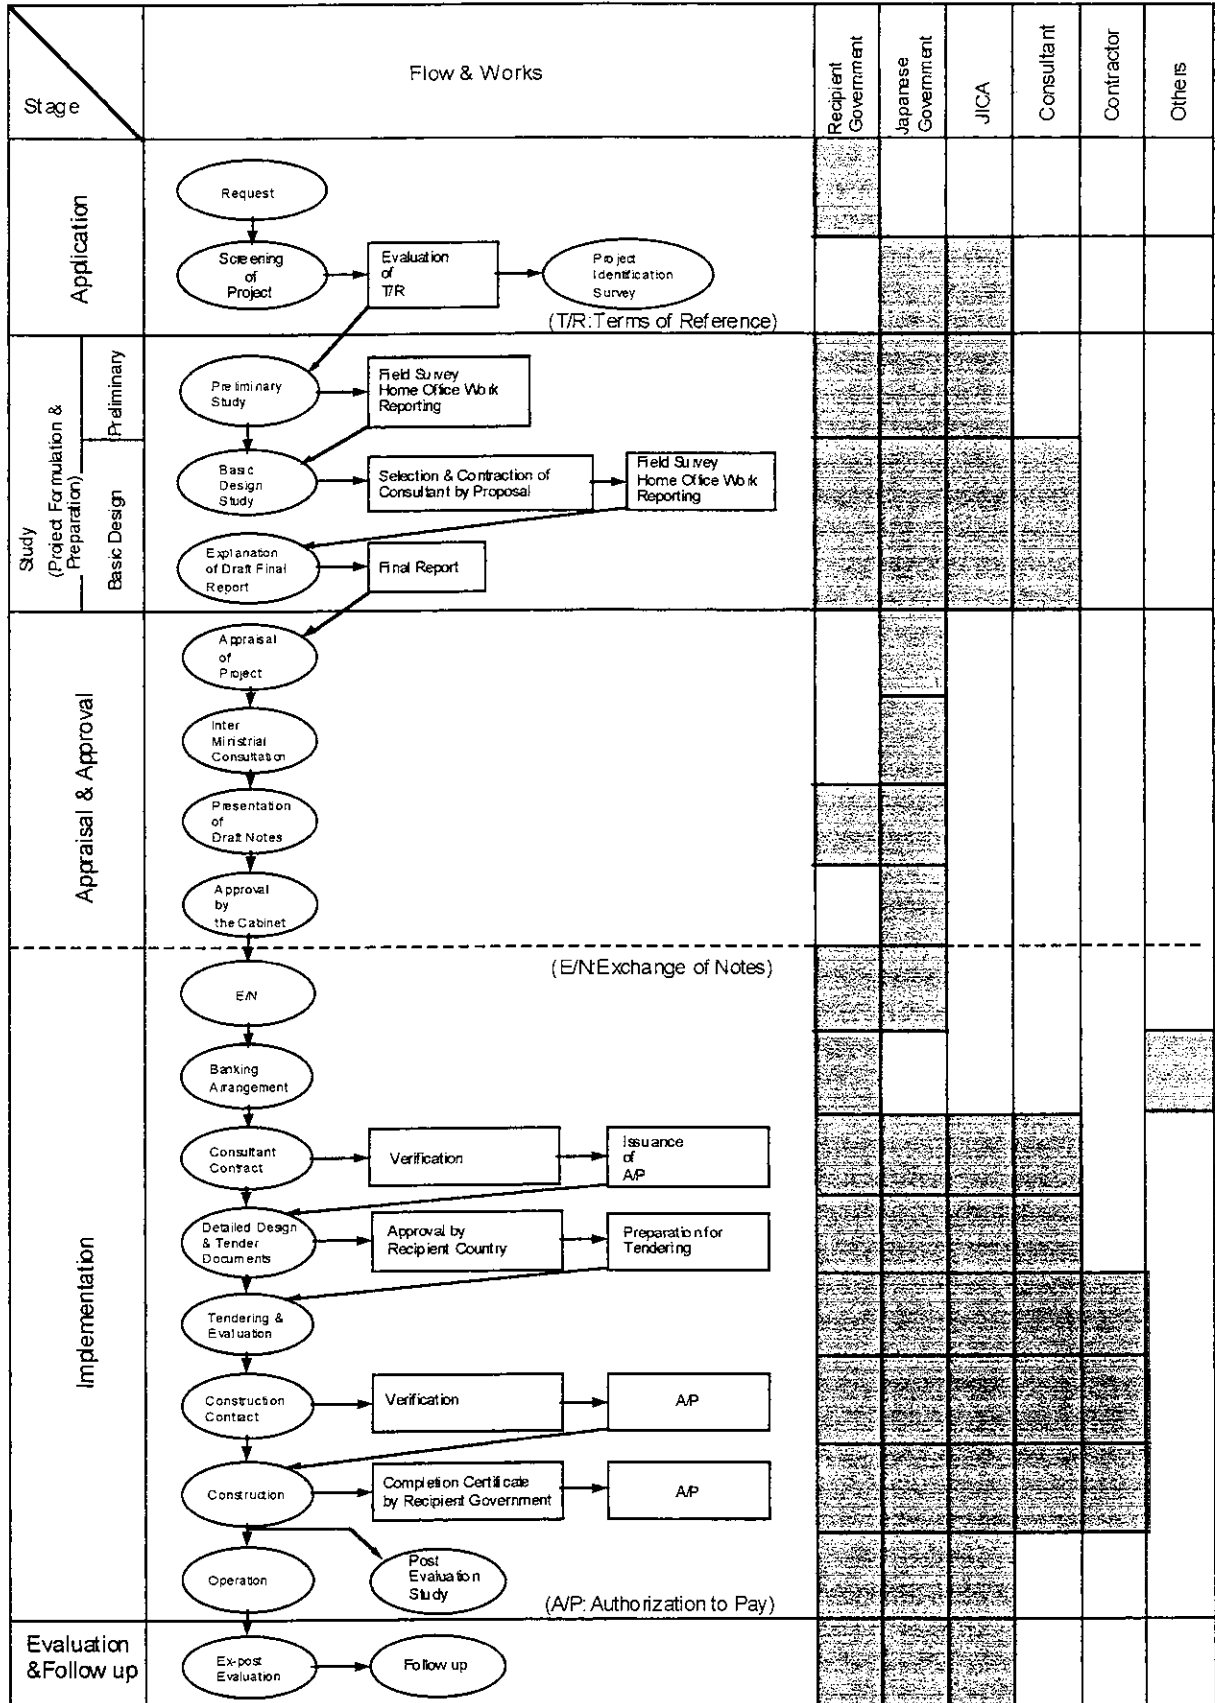 Stage
Flow & Works
Recipient
Government
Japanese
Government
JICA
Consultant
Contractor
Others
Application
Request
Screening
of
Project
Evaluation
of
T/R
Project
Identification
Survey
(T/R:Terms of Reference)
Study
(Project Formulation &
Preparation)
Preliminary
Preliminary
Study
Field Survey
Home Office Work
Reporting
Basic Design
Basic
Design
Study
Selection & Contraction of
Consultant by Proposal
Field Survey
Home Office Work
Reporting
Explanation
of Draft Final
Report
Final Report
Appraisal & Approval
Appraisal
of
Project
Inter
Ministrial
Consultation
Presentation
of
Draft Notes
Approval
by
the Cabinet
Implementation
(E/N:Exchange of Notes)
E/N
Banking
Arrangement
Consultant
Contract
Verification
Issuance
of
A/P
Detailed Design
& Tender
Documents
Approval by
Recipient Country
Preparation for
Tendering
Tendering &
Evaluation
Construction
Contract
Verification
A/P
Construction
Completion Certificate
by Recipient Government
A/P
Operation
Post
Evaluation
Study
(A/P: Authorization to Pay)
Evaluation
&Follow up
Ex-post
Evaluation
Follow up